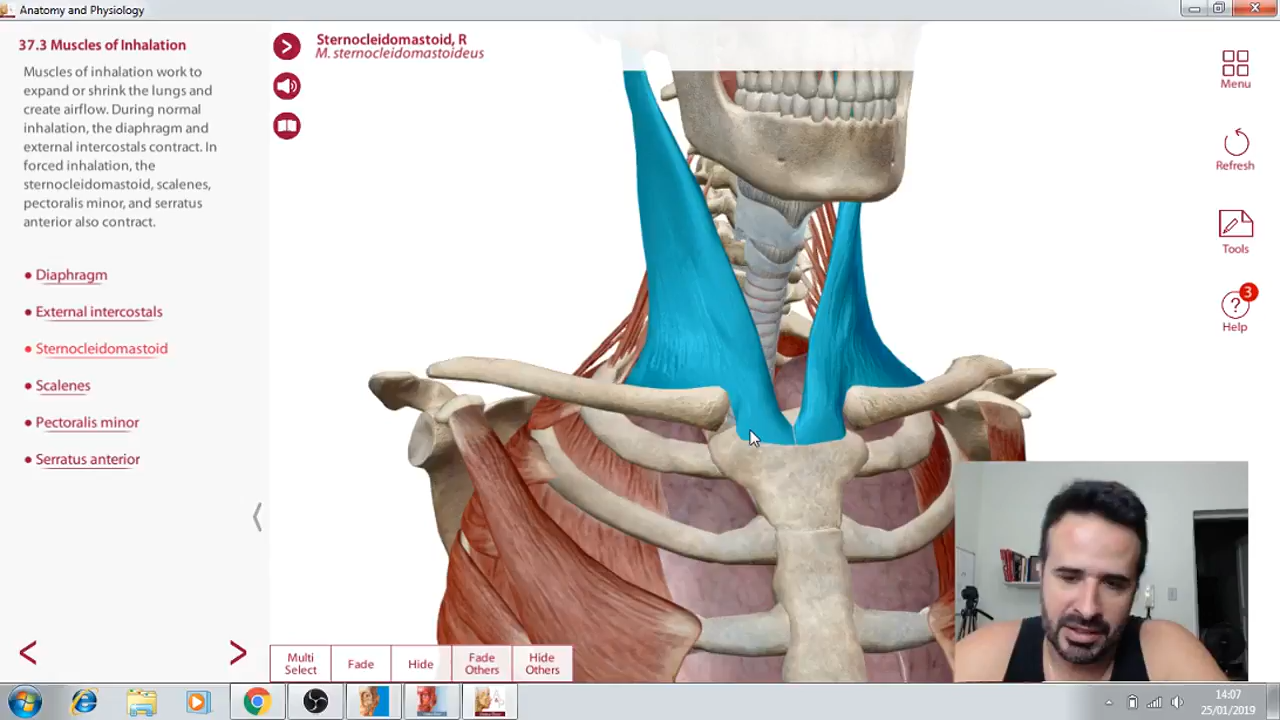 Anatomy and Physiology
37.3 Muscles of Inhalation
Muscles of inhalation work to
expand or shrink the lungs and
create airflow. During normal
inhalation, the diaphragm and
external intercostals contract. In
forced inhalation, the
sternocleidomastoid, scalenes,
pectoralis minor, and serratus
anterior also contract.
Diaphragm
External intercostals
Sternocleidomastoid
Scalenes
Pectoralis minor
Serratus anterior
Sternocleidomastoid, R
M. sternocleidomastoideus
Menu
Refresh
Tools
3
Help
Multi
Select
Fade
Hide
Fade
Others
Hide
Others
14:07
25/01/2019